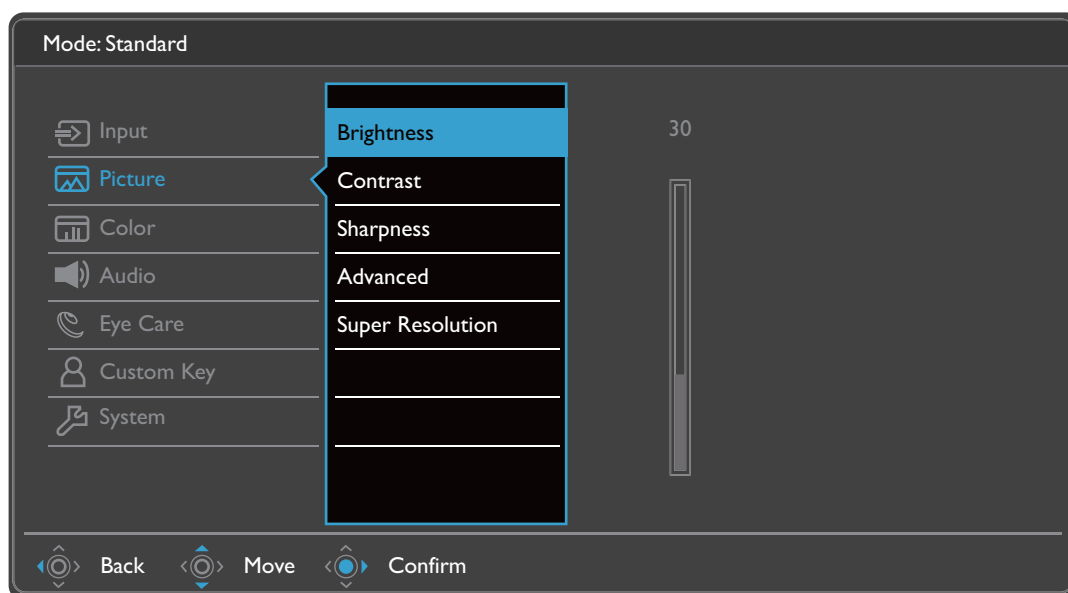 Mode: Standard
Input
Picture
Color
Audio
Eye Care
Custom Key
System
Brightness
Contrast
Sharpness
Advanced
Super Resolution
30
Back Move Confirm